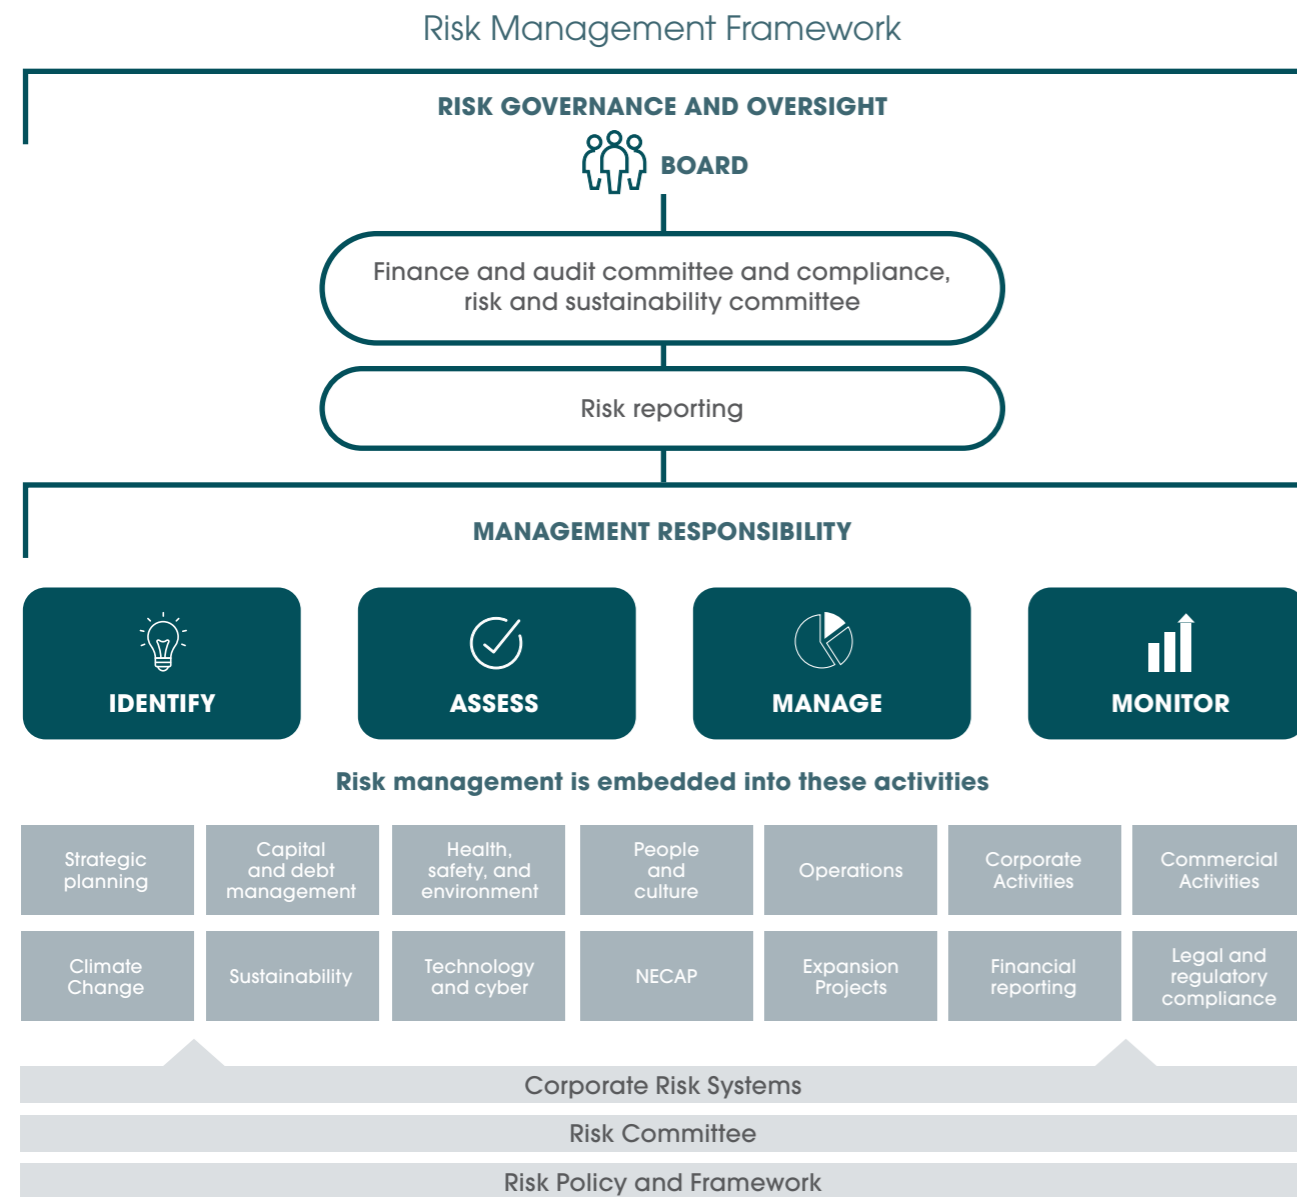 Risk Management Framework
RISK GOVERNANCE AND OVERSIGHT
BOARD
Finance and audit committee and compliance,
risk and sustainability committee
Risk reporting
MANAGEMENT RESPONSIBILITY
IDENTIFY
ASSESS
MANAGE
MONITOR
Risk management is embedded into these activities
Strategic
planning
Capital
and debt
management
Health,
safety, and
environment
People
and
culture
Operations
Corporate
Activities
Commercial
Activities
Climate
Change
Sustainability
Technology
and cyber
NECAP
Expansion
Projects
Financial
reporting
Legal and
regulatory
compliance
Corporate Risk Systems
Risk Committee
Risk Policy and Framework